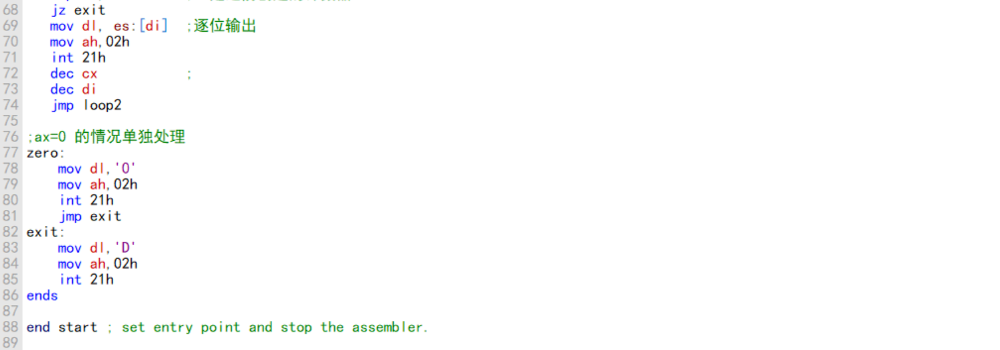 68 jz exit
69 mov dl, es:[di] ;逐位输出
70 mov ah,02h
71 int 21h
72 dec cx ;
73 dec di
74 jmp loop2
75
76 ;ax=0 的情况单独处理
77 zero:
78 mov dl,'0'
79 mov ah,02h
80 int 21h
81 jmp exit
82 exit:
83 mov dl,'D'
84 mov ah,02h
85 int 21h
86 ends
87
88 end start ; set entry point and stop the assembler.
89